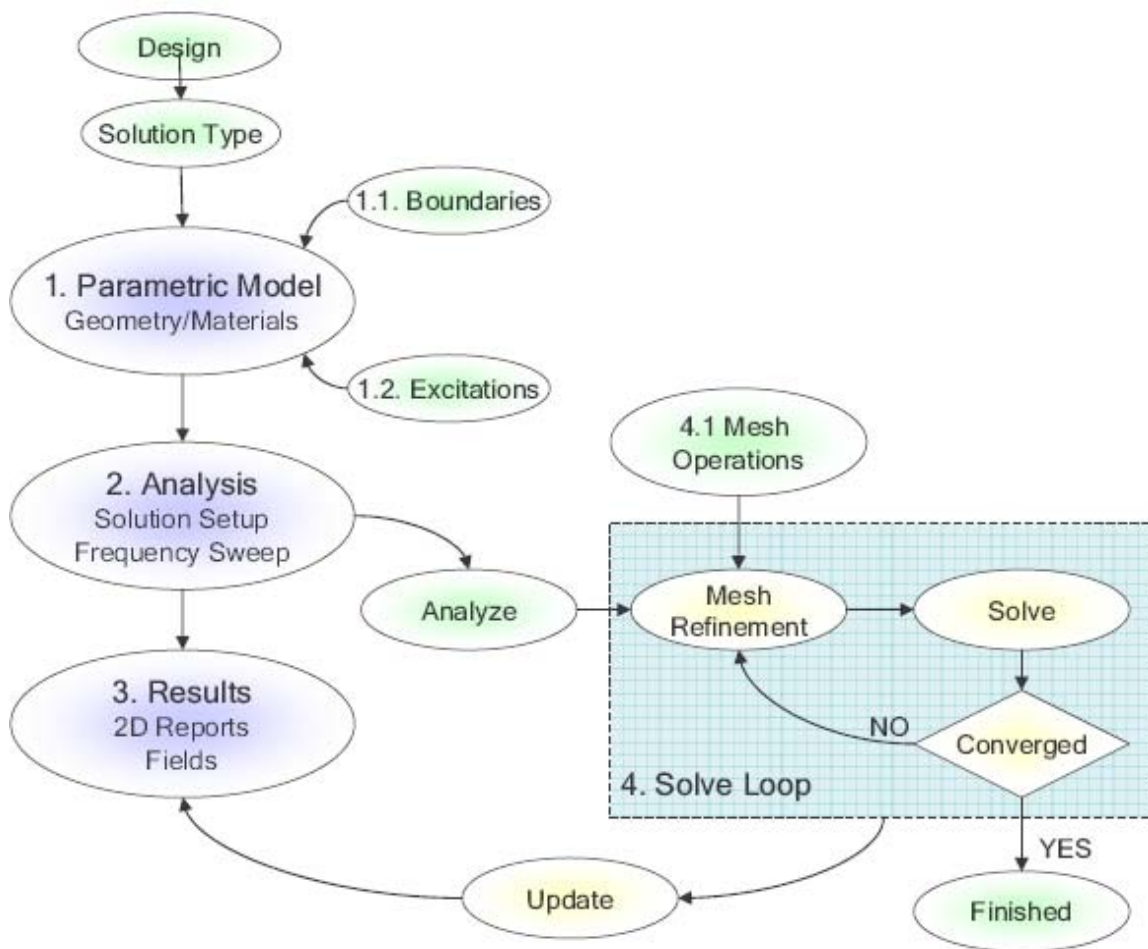 Design
Solution Type
1.1. Boundaries
1. Parametric Model
Geometry/Materials
1.2. Excitations
4.1 Mesh
Operations
2. Analysis
Solution Setup
Frequency Sweep
Analyze
Mesh
Refinement
Solve
3. Results
2D Reports
Fields
NO
Converged
4. Solve Loop
YES
Update
Finished